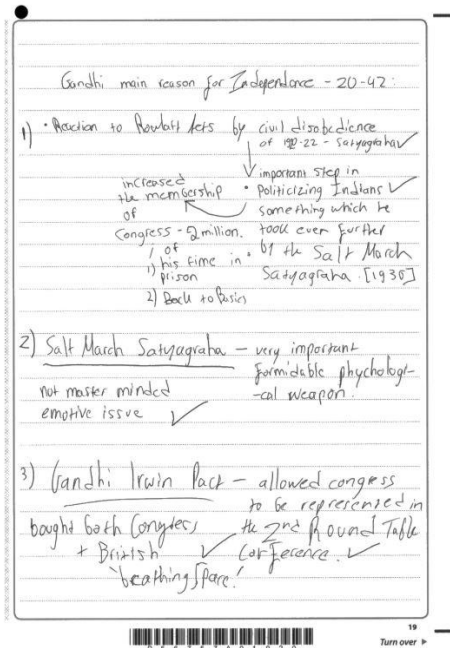 Gandhi main reason for Independance - 20-42:
1) • Reaction to Rowlatt Acts by civil disobedience
of 1920-22 - Satyagraha
important step in
• Politicizing Indians
something which he
took even further
by the Salt March
Satyagraha. [1930]
increased
the membership
of
Congress - 2 million.
of
1) his time in
prison
2) Back to Basics
2) Salt March Satyagraha - very important
formidable phychologi-
-cal weapon.
not master minded
emotive issue
3) Gandhi Irwin Pact - allowed congress
to be represented in
the 2nd Round Table
Conference.
bought both Congress
+ British
'breathing space.'
19
Turn over